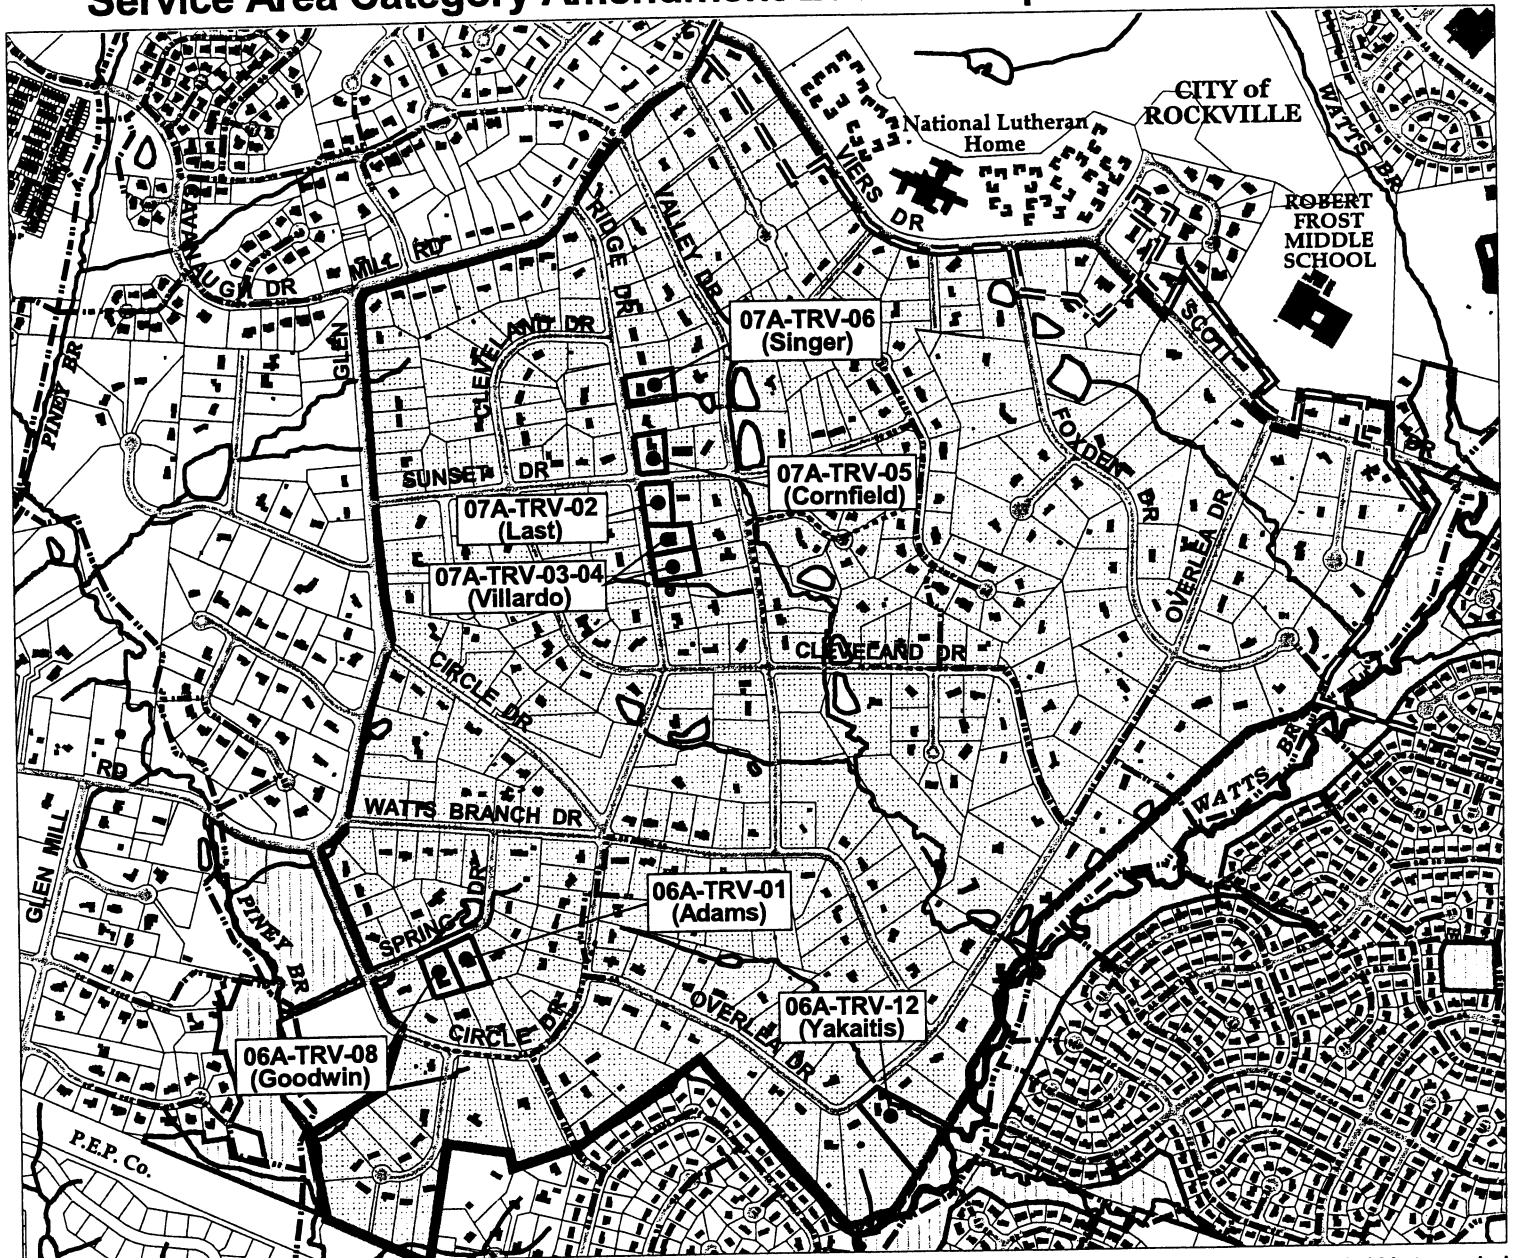 Service Area Category Amendment
CITY of
ROCKVILLE
WATTS BR
National Lutheran
Home
VIERS DR
ROBERT
FROST
MIDDLE
SCHOOL
CAVANAUGH DR
MILL RD
RIDGE DR
VALLEY DR
SCOTT
DR
PINEY BR
GLEN
CLEVELAND DR
07A-TRV-06
(Singer)
FOXDEN DR
SUNSET DR
07A-TRV-05
(Cornfield)
07A-TRV-02
(Last)
OVERLEA DR
07A-TRV-03-04
(Villardo)
CLEVELAND DR
CIRCLE DR
RD
WATTS BR
WATTS BRANCH DR
GLEN MILL
06A-TRV-01
(Adams)
SPRING DR
PINEY BR
06A-TRV-12
(Yakaitis)
OVERLEA DR
CIRCLE DR
06A-TRV-08
(Goodwin)
P.E.P. Co.